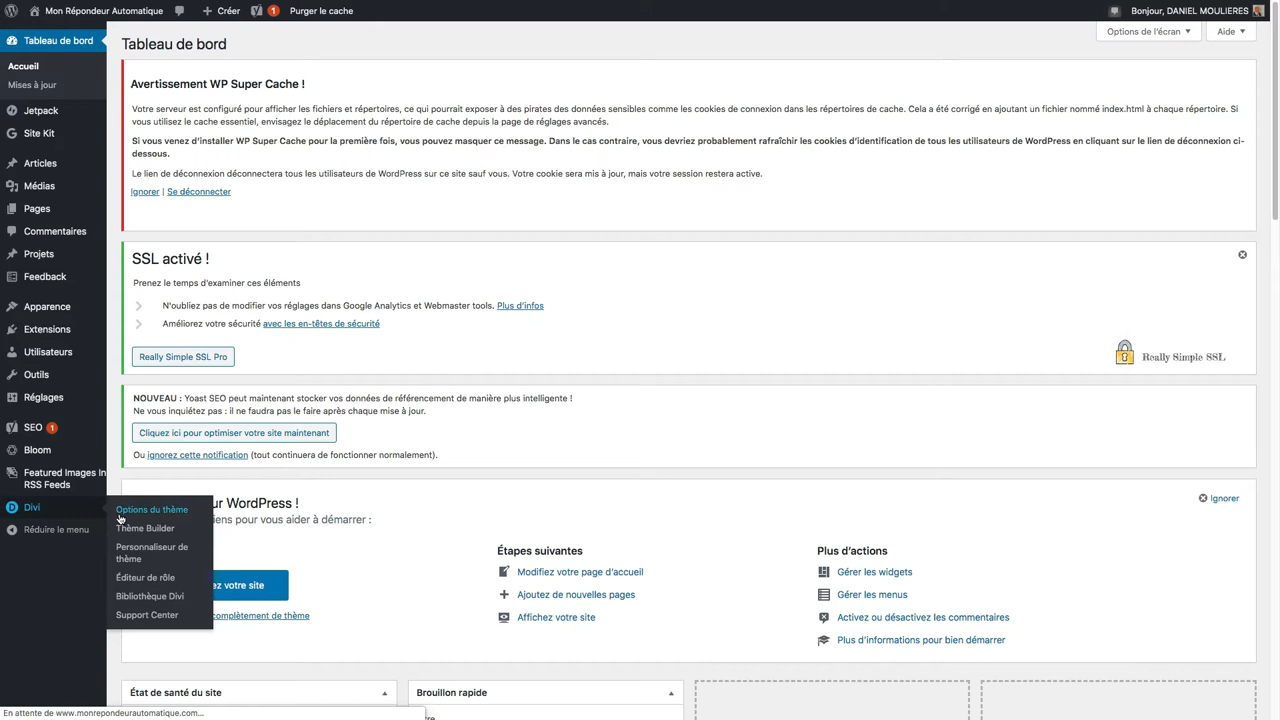 Mon Répondeur Automatique
Créer
1
Purger le cache
Bonjour, DANIEL MOULIERES
Tableau de bord
Accueil
Mises à jour
Jetpack
Site Kit
Articles
Médias
Pages
Commentaires
Projets
Feedback
Apparence
Extensions
Utilisateurs
Outils
Réglages
SEO 1
Bloom
Featured Images In
RSS Feeds
Divi
Réduire le menu
Options du thème
Thème Builder
Personnaliseur de
thème
Éditeur de rôle
Bibliothèque Divi
Support Center
Tableau de bord
Options de l'écran
Aide
Avertissement WP Super Cache !
Votre serveur est configuré pour afficher les fichiers et répertoires, ce qui pourrait exposer à des pirates des données sensibles comme les cookies de connexion dans les répertoires de cache. Cela a été corrigé en ajoutant un fichier nommé index.html à chaque répertoire. Si
vous utilisez le cache essentiel, envisagez le déplacement du répertoire de cache depuis la page de réglages avancés.
Si vous venez d'installer WP Super Cache pour la première fois, vous pouvez masquer ce message. Dans le cas contraire, vous devriez probablement rafraîchir les cookies d'identification de tous les utilisateurs de WordPress en cliquant sur le lien de déconnexion ci-
dessous.
Le lien de déconnexion déconnectera tous les utilisateurs de WordPress sur ce site sauf vous. Votre cookie sera mis à jour, mais votre session restera active.
Ignorer | Se déconnecter
SSL activé !
Prenez le temps d'examiner ces éléments
N'oubliez pas de modifier vos réglages dans Google Analytics et Webmaster tools. Plus d'infos
Améliorez votre sécurité avec les en-têtes de sécurité
Really Simple SSL Pro
Really Simple SSL
NOUVEAU : Yoast SEO peut maintenant stocker vos données de référencement de manière plus intelligente !
Ne vous inquiétez pas : il ne faudra pas le faire après chaque mise à jour.
Cliquez ici pour optimiser votre site maintenant
Ou ignorez cette notification (tout continuera de fonctionner normalement).
ur WordPress !
iens pour vous aider à démarrer :
Ignorer
ez votre site
complètement de thème
Étapes suivantes
Modifiez votre page d'accueil
Ajoutez de nouvelles pages
Affichez votre site
Plus d'actions
Gérer les widgets
Gérer les menus
Activez ou désactivez les commentaires
Plus d'informations pour bien démarrer
État de santé du site
Brouillon rapide
En attente de www.monrepondeurautomatique.com...